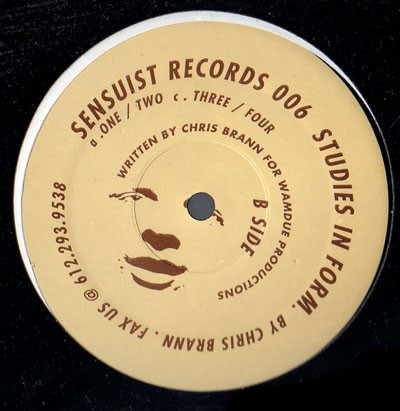 SENSUIST RECORDS 006 STUDIES IN FORM. BY CHRIS BRANN. FAX US @ 612.293.9538
a. ONE / TWO c. THREE / FOUR
WRITTEN BY CHRIS BRANN FOR WAMDUE PRODUCTIONS
B SIDE